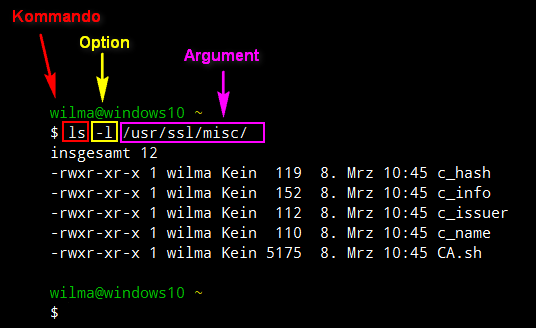 Kommando
Option
Argument
wilma@windows10 ~
$ ls -l /usr/ssl/misc/
insgesamt 12
-rwxr-xr-x 1 wilma Kein  119  8. Mrz 10:45 c_hash
-rwxr-xr-x 1 wilma Kein  152  8. Mrz 10:45 c_info
-rwxr-xr-x 1 wilma Kein  112  8. Mrz 10:45 c_issuer
-rwxr-xr-x 1 wilma Kein  110  8. Mrz 10:45 c_name
-rwxr-xr-x 1 wilma Kein 5175  8. Mrz 10:45 CA.sh
wilma@windows10 ~
$